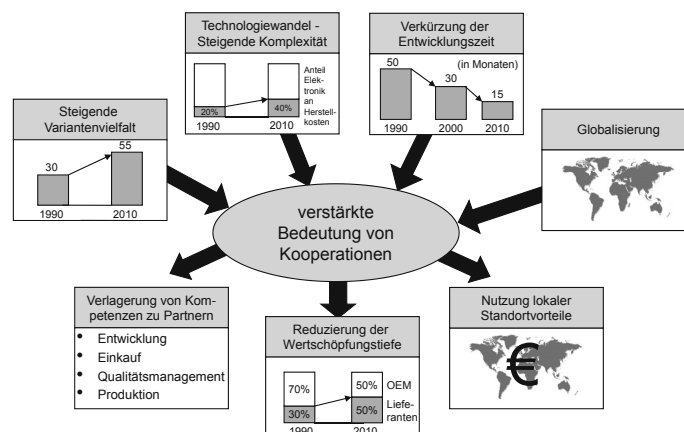 Technologiewandel -
Steigende Komplexität
Anteil
Elek-
tronik
an
Herstell-
kosten
20%
40%
1990
2010
Verkürzung der
Entwicklungszeit
(in Monaten)
50
30
15
1990
2000
2010
Steigende
Variantenvielfalt
30
55
1990
2010
Globalisierung
verstärkte
Bedeutung von
Kooperationen
Verlagerung von Kom-
petenzen zu Partnern
• Entwicklung
• Einkauf
• Qualitätsmanagement
• Produktion
Reduzierung der
Wertschöpfungstiefe
70%
50%
OEM
30%
50%
Liefe-
ranten
1990
2010
Nutzung lokaler
Standortvorteile
€